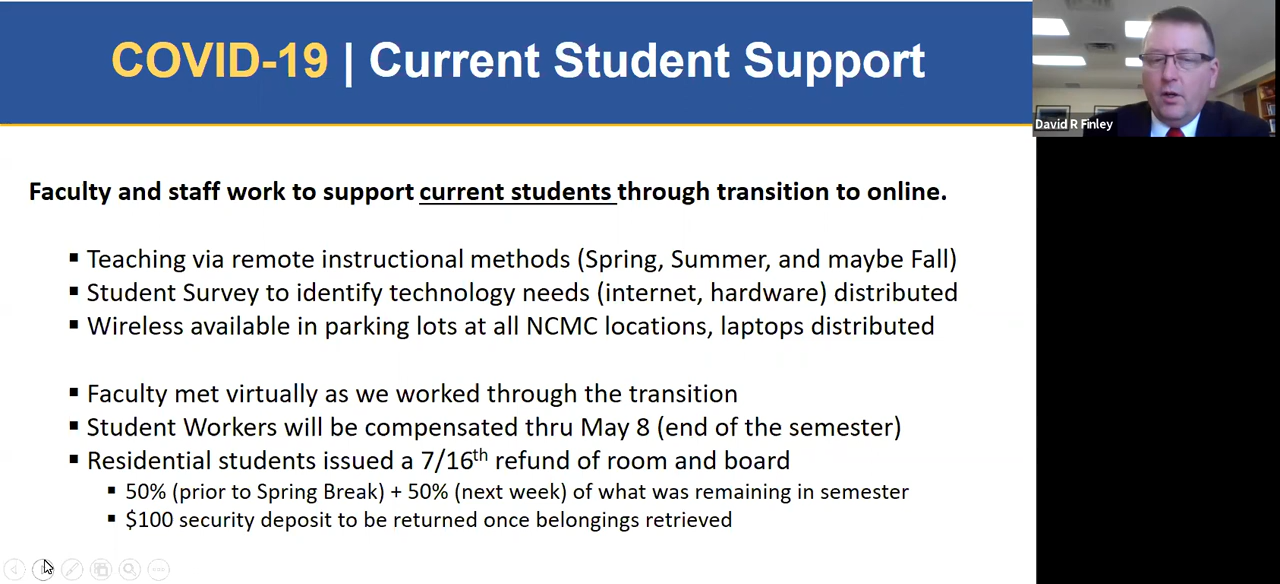 COVID-19 | Current Student Support
David R Finley
Faculty and staff work to support current students through transition to online.
▪ Teaching via remote instructional methods (Spring, Summer, and maybe Fall)
▪ Student Survey to identify technology needs (internet, hardware) distributed
▪ Wireless available in parking lots at all NCMC locations, laptops distributed
▪ Faculty met virtually as we worked through the transition
▪ Student Workers will be compensated thru May 8 (end of the semester)
▪ Residential students issued a 7/16th refund of room and board
▪ 50% (prior to Spring Break) + 50% (next week) of what was remaining in semester
▪ $100 security deposit to be returned once belongings retrieved